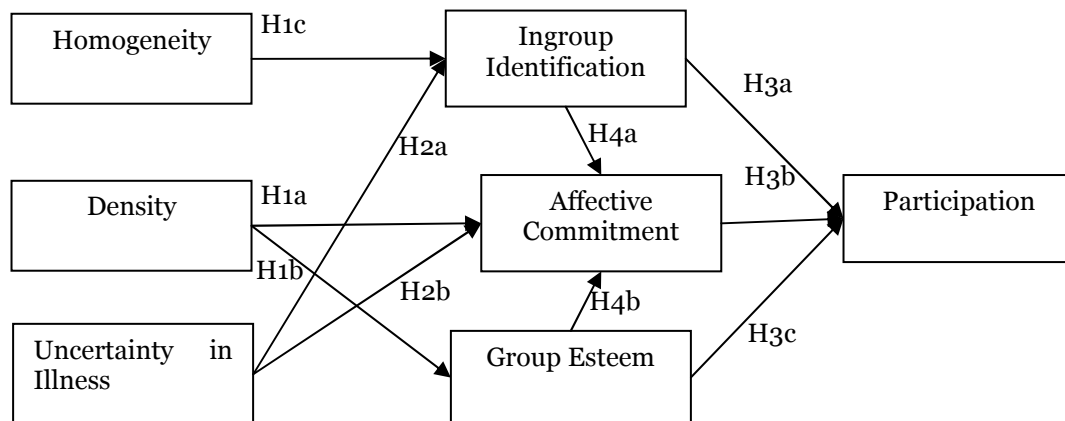 H1c
Homogeneity
Ingroup
Identification
H3a
H2a
H4a
Density
H1a
Affective
Commitment
H3b
Participation
H1b
H2b
H4b
Uncertainty in
Illness
Group Esteem
H3c